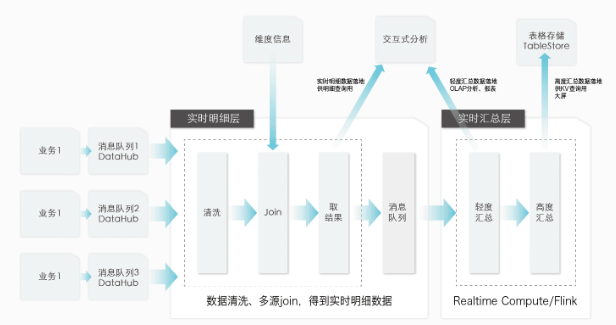 维度信息
交互式分析
表格存储
TableStore
实时明细数据落地
供明细查询用
轻度汇总数据落地
OLAP分析、报表
高度汇总数据落地
供KV查询用
大屏
实时明细层
实时汇总层
业务1
消息队列1
DataHub
业务1
消息队列2
DataHub
业务1
消息队列3
DataHub
清洗
Join
取
结果
消息
队列
轻度
汇总
高度
汇总
数据清洗、多源join，得到实时明细数据
Realtime Compute/Flink